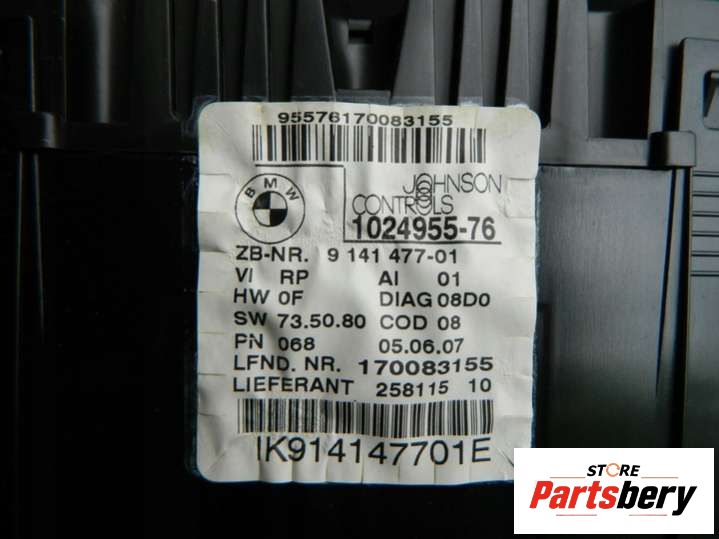 95576170083155
BMW
JOHNSON
CONTROLS
1024955-76
ZB-NR. 9 141 477-01
VI RP AI 01
HW 0F DIAG 08D0
SW 73.50.80 COD 08
PN 068 05.06.07
LFND. NR. 170083155
LIEFERANT 258115 10
IK914147701E
STORE
Partsbery